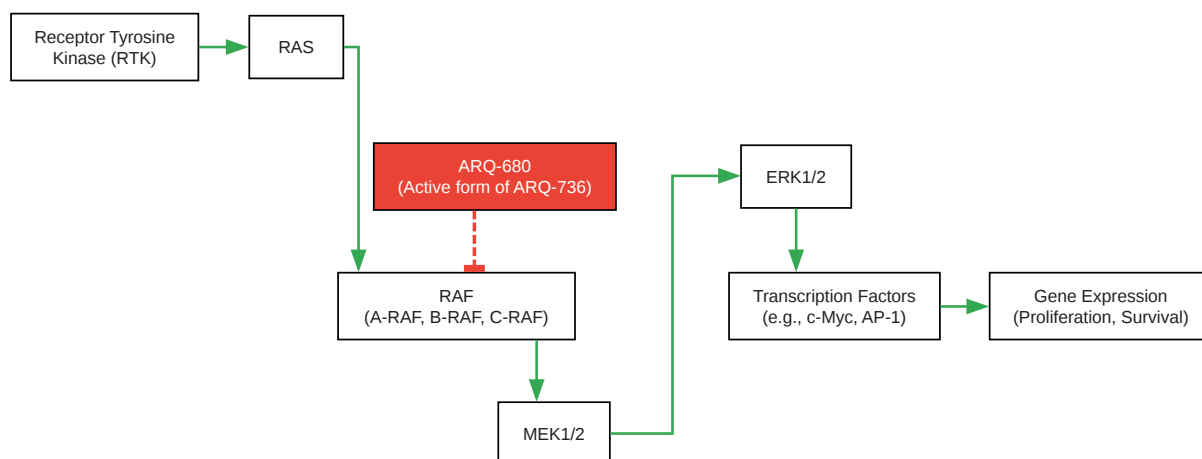 Receptor Tyrosine
Kinase (RTK)
RAS
ARQ-680
(Active form of ARQ-736)
ERK1/2
RAF
(A-RAF, B-RAF, C-RAF)
Transcription Factors
(e.g., c-Myc, AP-1)
Gene Expression
(Proliferation, Survival)
MEK1/2